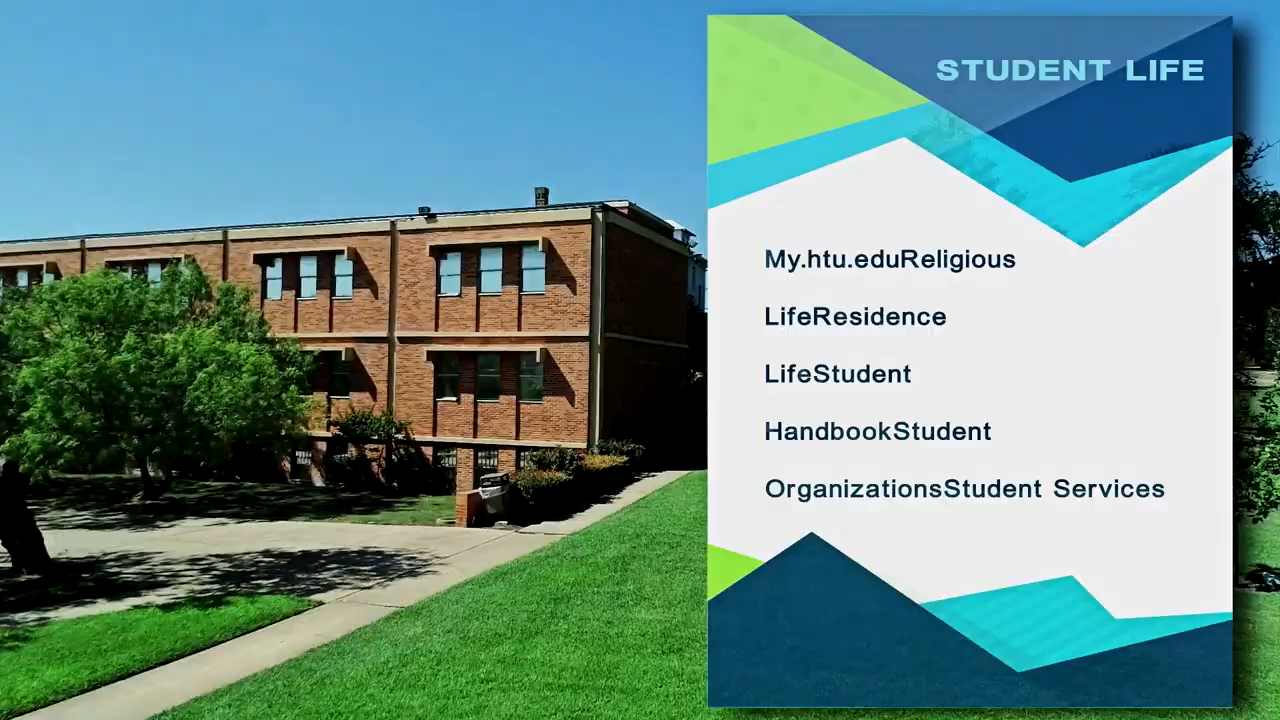 STUDENT LIFE
My.htu.eduReligious
LifeResidence
LifeStudent
HandbookStudent
OrganizationsStudent Services